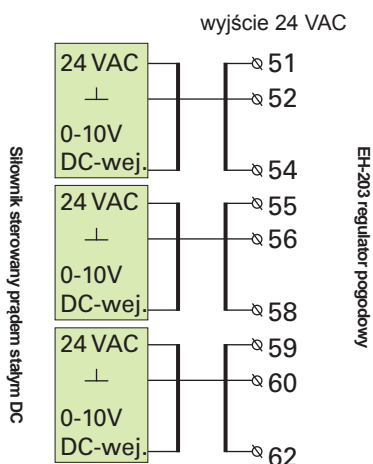 wyjście 24 VAC
Siłownik sterowany prądem stałym DC
24 VAC
⊥
0-10V
DC-wej.
51
52
54
24 VAC
⊥
0-10V
DC-wej.
55
56
58
24 VAC
⊥
0-10V
DC-wej.
59
60
62
EH-203 regulator pogodowy